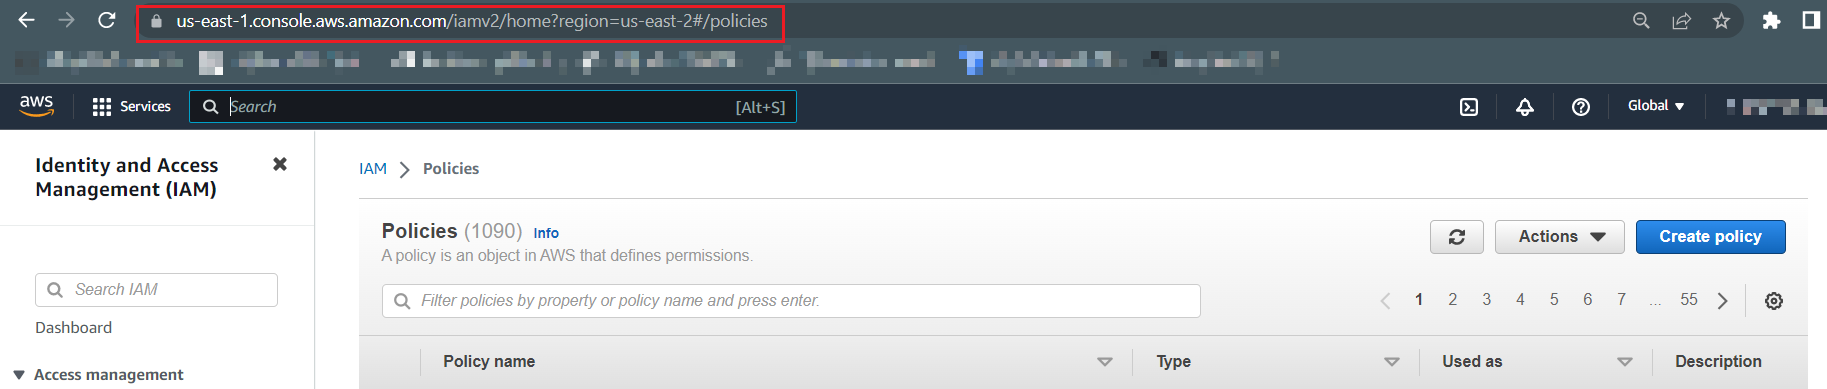 us-east-1.console.aws.amazon.com/iamv2/home?region=us-east-2#/policies
aws Services Search [Alt+S] Global
Identity and Access
Management (IAM)
IAM Policies
Policies (1090) Info
A policy is an object in AWS that defines permissions.
Actions Create policy
Search IAM
Filter policies by property or policy name and press enter.
1 2 3 4 5 6 7 ... 55
Dashboard
Access management
Policy name Type Used as Description